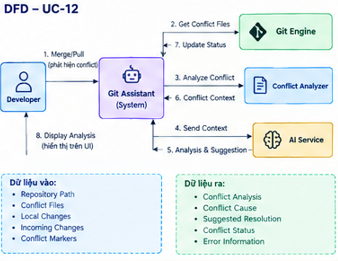 DFD – UC-12
1. Merge/Pull
(phát hiện conflict)
Developer
Git Assistant
(System)
2. Get Conflict Files
7. Update Status
Git Engine
3. Analyze Conflict
6. Conflict Context
Conflict Analyzer
4. Send Context
5. Analysis & Suggestion
AI Service
8. Display Analysis
(hiển thị trên UI)
Dữ liệu vào:
• Repository Path
• Conflict Files
• Local Changes
• Incoming Changes
• Conflict Markers
Dữ liệu ra:
• Conflict Analysis
• Conflict Cause
• Suggested Resolution
• Conflict Status
• Error Information